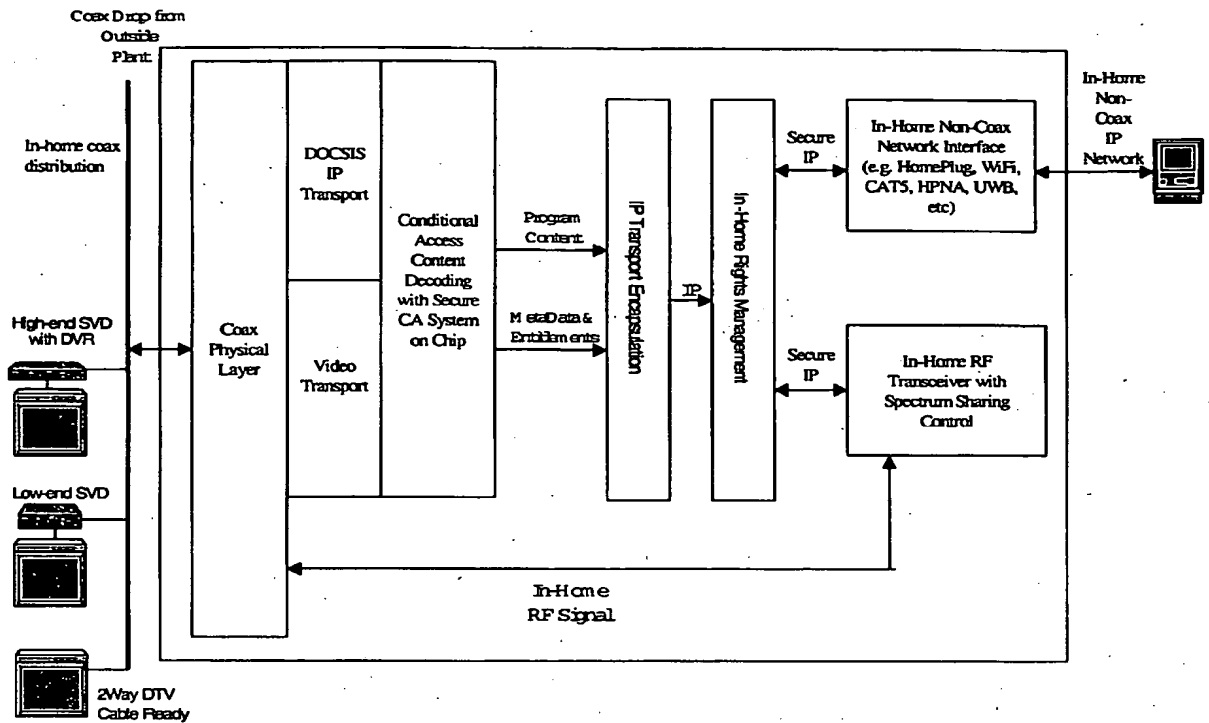 Coax Drop from
Outside
Plant
In-home coax
distribution
High-end SVD
with DVR
Low-end SVD
2Way DTV
Cable Ready
Coax
Physical
Layer
DOCSIS
IP
Transport
Video
Transport
Conditional
Access
Content
Decoding
with Secure
CA System
on Chip
Program
Content
MetaData &
Entitlements
IP Transport Encapsulation
IP
In-Home Rights Management
Secure
IP
Secure
IP
In-Home Non-Coax
Network Interface
(e.g. HomePlug, WiFi,
CAT5, HPNA, UWB,
etc)
In-Home RF
Transceiver with
Spectrum Sharing
Control
In-Home
Non-
Coax
IP
Network
In-Home
RF Signal